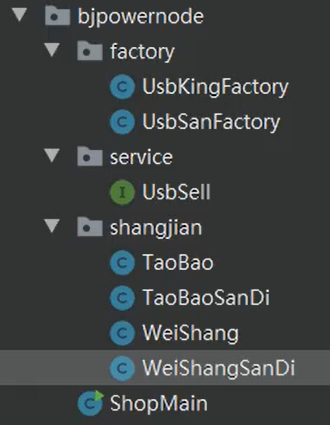 bjpowernode
factory
UsbKingFactory
UsbSanFactory
service
UsbSell
shangjian
TaoBao
TaoBaoSanDi
WeiShang
WeiShangSanDi
ShopMain